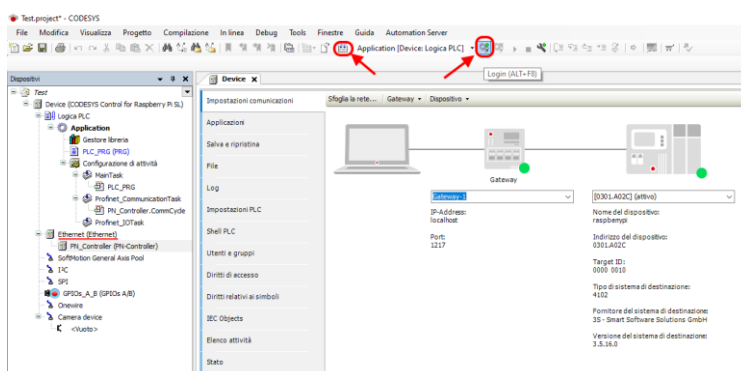 Test.project* - CODESYS
File Modifica Visualizza Progetto Compilazione In linea Debug Tools Finestre Guida Automation Server
Application [Device: Logica PLC]
Login (ALT+F8)
Dispositivi
Device
Test
Device (CODESYS Control for Raspberry Pi SL)
Logica PLC
Application
Gestore libreria
PLC_PRG (PRG)
Configurazione di attività
MainTask
PLC_PRG
Profinet_CommunicationTask
PN_Controller.CommCycle
Profinet_IOTask
Ethernet (Ethernet)
PN_Controller (PN-Controller)
SoftMotion General Axis Pool
I²C
SPI
GPIOs_A_B (GPIOs A/B)
Onewire
Camera device
<Vuoto>
Impostazioni comunicazioni
Applicazioni
Salva e ripristina
File
Log
Impostazioni PLC
Shell PLC
Utenti e gruppi
Diritti di accesso
Diritti relativi ai simboli
IEC Objects
Elenco attività
Stato
Sfoglia la rete... Gateway Dispositivo
Gateway
Gateway-1
IP-Address:
localhost
Port:
1217
[0301.A02C] (attivo)
Nome del dispositivo:
raspberrypi
Indirizzo del dispositivo:
0301.A02C
Target ID:
0000 0010
Tipo di sistema di destinazione:
4102
Fornitore del sistema di destinazione:
3S - Smart Software Solutions GmbH
Versione del sistema di destinazione:
3.5.16.0